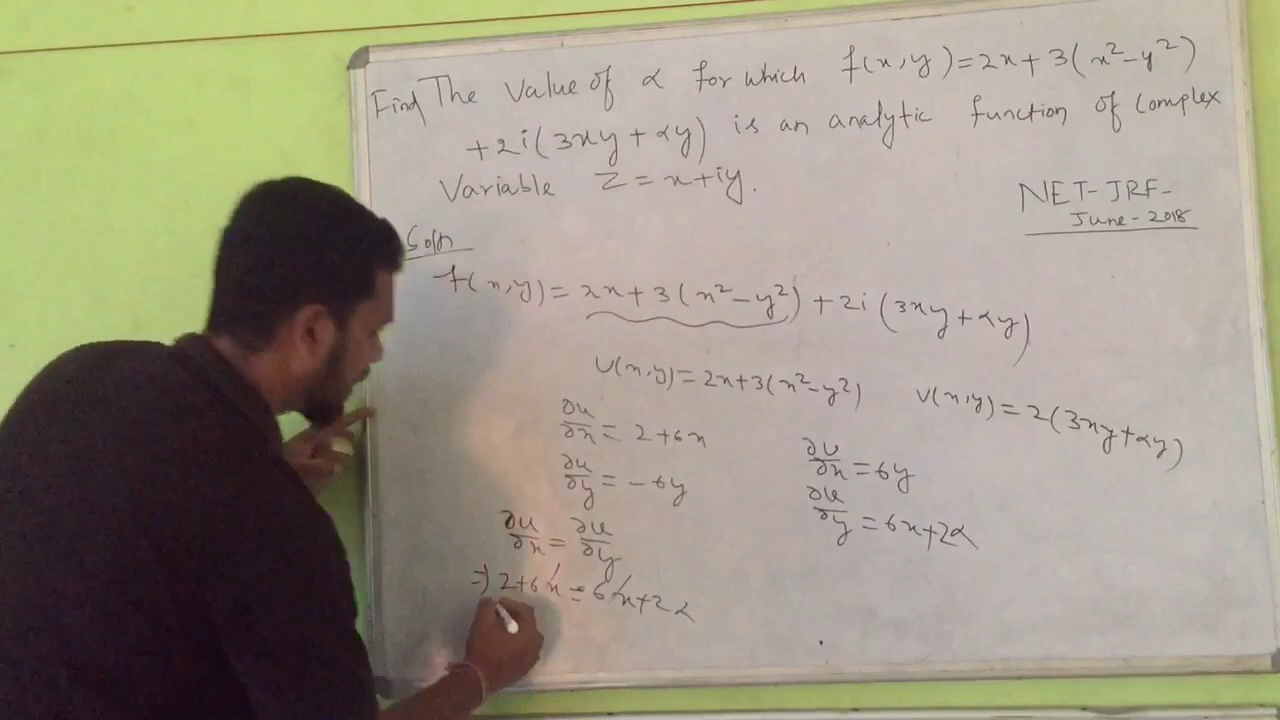 Find The value of α for which f(x,y)=2x+3(x²-y²)
+2i(3xy+αy) is an analytic function of complex
Variable Z=x+iy.
NET-JRF-
June-2018
Soln
f(x,y)=2x+3(x²-y²)+2i(3xy+αy)
U(x,y)=2x+3(x²-y²)
V(x,y)=2(3xy+αy)
∂u/∂x=2+6x
∂u/∂y=-6y
∂v/∂x=6y
∂v/∂y=6x+2α
∂u/∂x=∂v/∂y
⇒2+6x=6x+2α